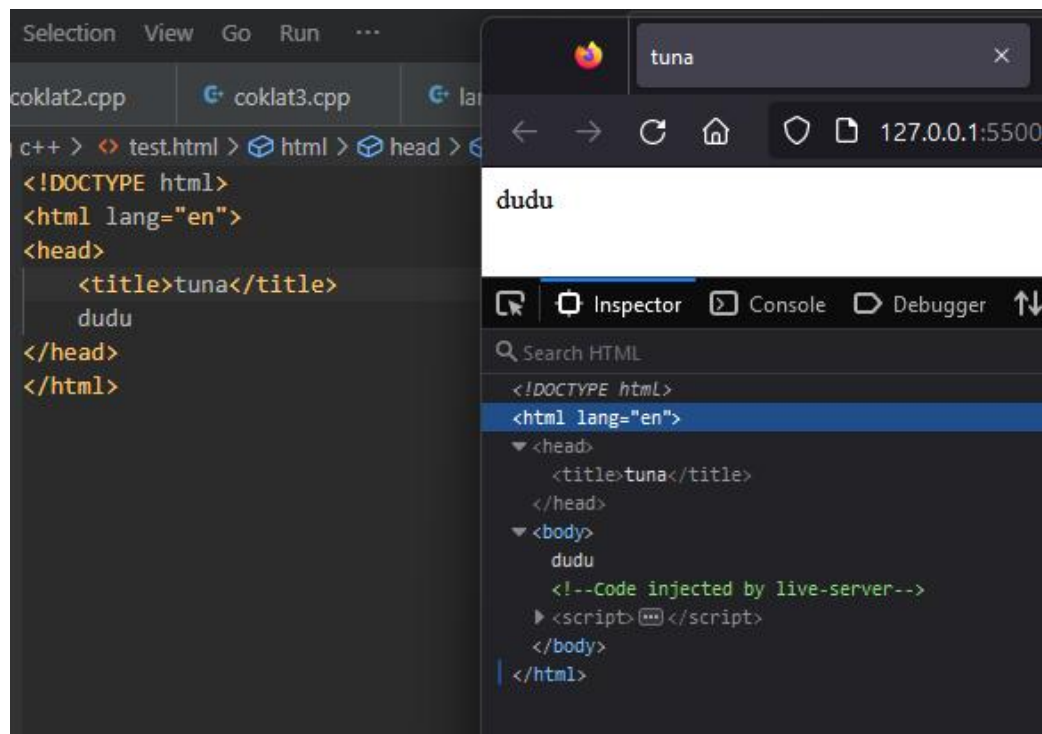 Selection View Go Run ···
coklat2.cpp coklat3.cpp
c++ > test.html > html > head >
<!DOCTYPE html>
<html lang="en">
<head>
<title>tuna</title>
dudu
</head>
</html>
tuna
127.0.0.1:5500
dudu
Inspector Console Debugger
Search HTML
<!DOCTYPE html>
<html lang="en">
<head>
<title>tuna</title>
</head>
<body>
dudu
<!--Code injected by live-server-->
<script>···</script>
</body>
</html>